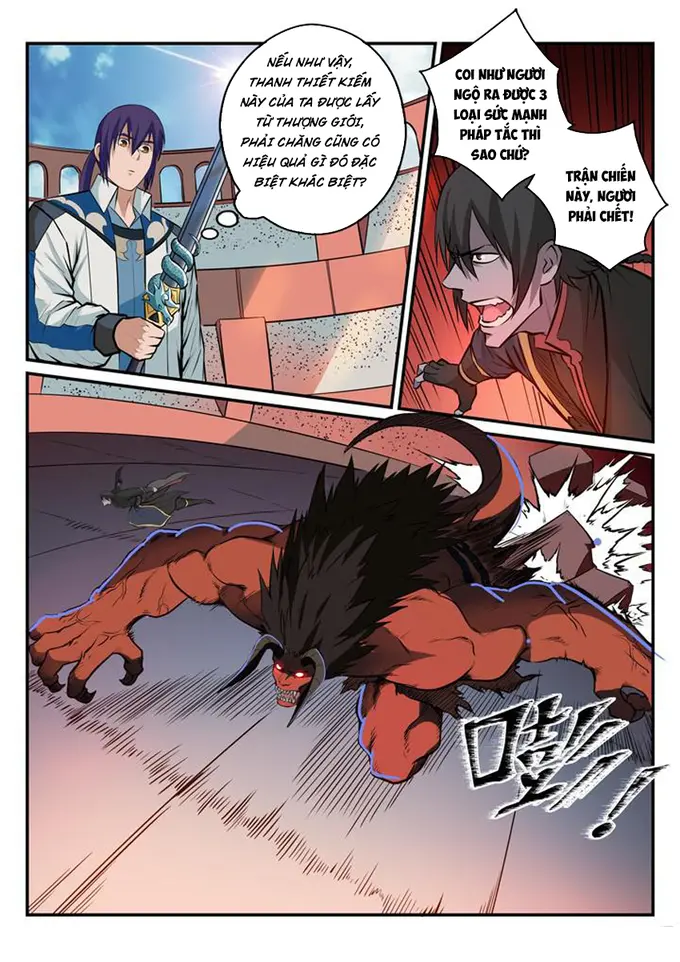 NẾU NHƯ VẬY,
THANH THIẾT KIẾM
NÀY CỦA TA ĐƯỢC LẤY
TỪ THƯỢNG GIỚI,
PHẢI CHĂNG CŨNG CÓ
HIỆU QUẢ GÌ ĐÓ ĐẶC
BIỆT KHÁC BIỆT?
COI NHƯ NGƯƠI
NGỘ RA ĐƯỢC 3
LOẠI SỨC MẠNH
PHÁP TẮC THÌ
SAO CHỨ?
TRẬN CHIẾN
NÀY, NGƯƠI
PHẢI CHẾT!
嘭!